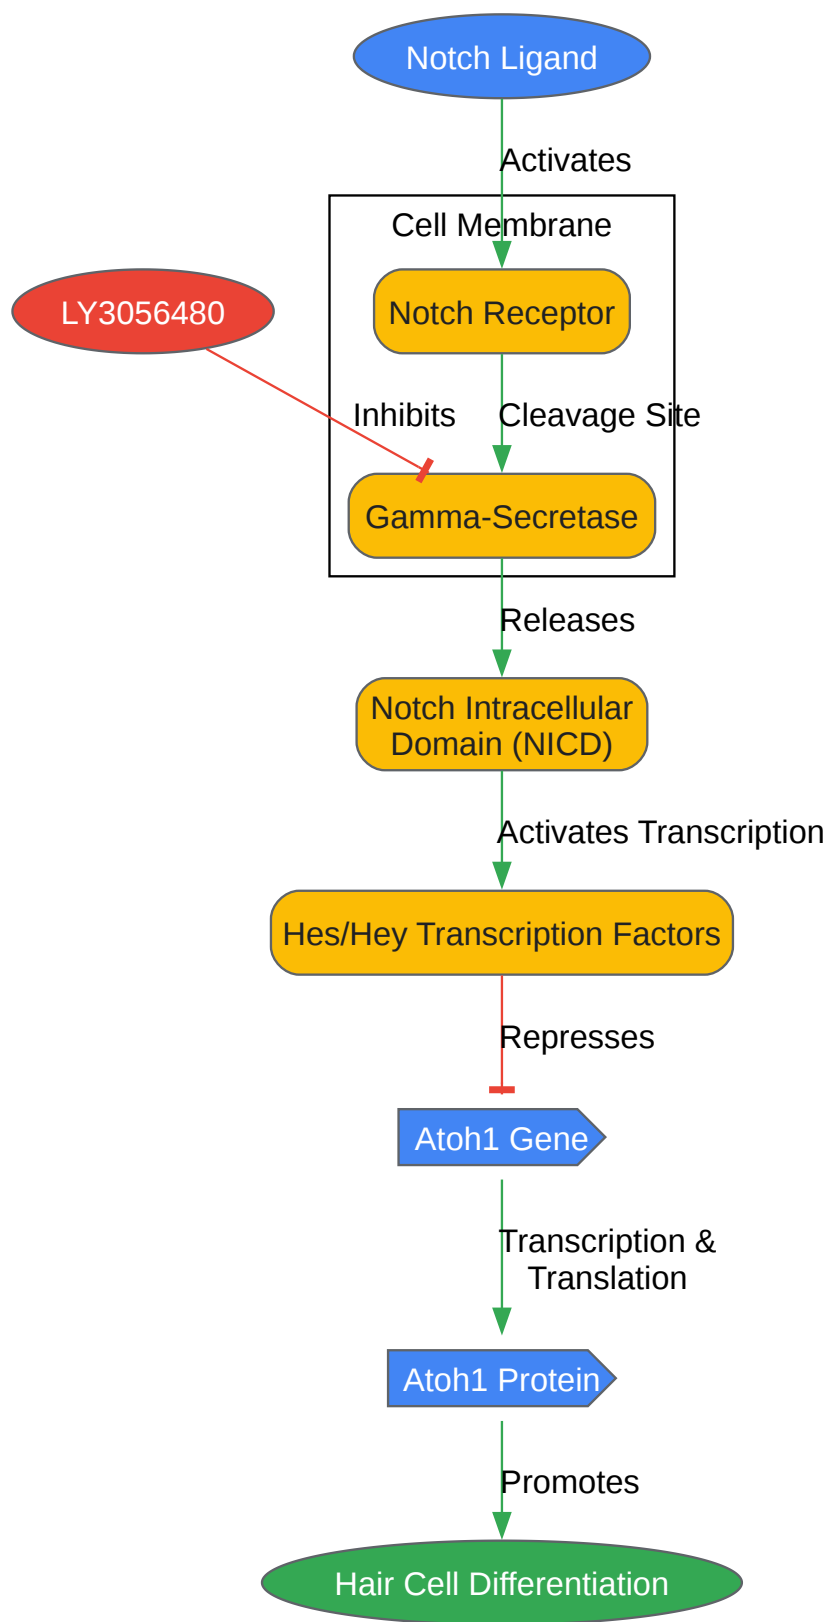 Notch Ligand
Activates
Cell Membrane
LY3056480
Notch Receptor
Inhibits
Cleavage Site
Gamma-Secretase
Releases
Notch Intracellular
Domain (NICD)
Activates Transcription
Hes/Hey Transcription Factors
Represses
Atoh1 Gene
Transcription &
Translation
Atoh1 Protein
Promotes
Hair Cell Differentiation